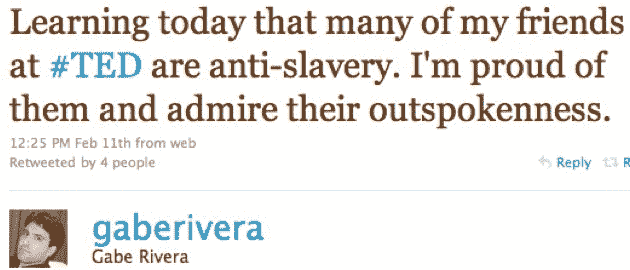 Learning today that many of my friends
at #TED are anti-slavery. I'm proud of
them and admire their outspokenness.
12:25 PM Feb 11th from web
Retweeted by 4 people
Reply R
gaberivera
Gabe Rivera